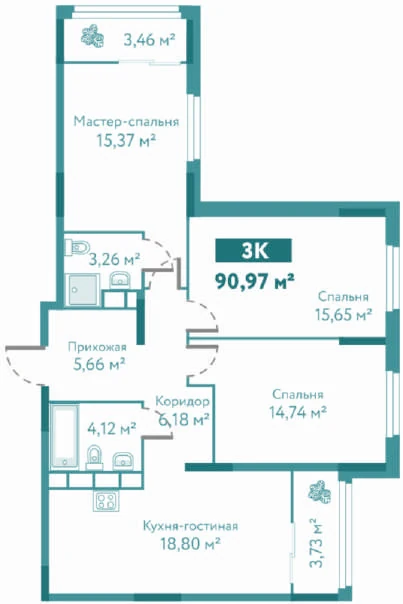 3,46 м²
Мастер-спальня
15,37 м²
3,26 м²
3К
90,97 м²
Спальня
15,65 м²
Прихожая
5,66 м²
Коридор
6,18 м²
Спальня
14,74 м²
4,12 м²
Кухня-гостиная
18,80 м²
3,73 м²